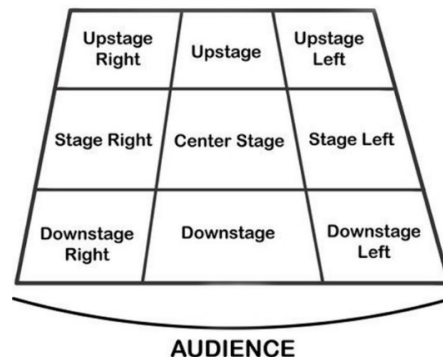 Upstage
Right
Upstage
Upstage
Left
Stage Right
Center Stage
Stage Left
Downstage
Right
Downstage
Downstage
Left
AUDIENCE